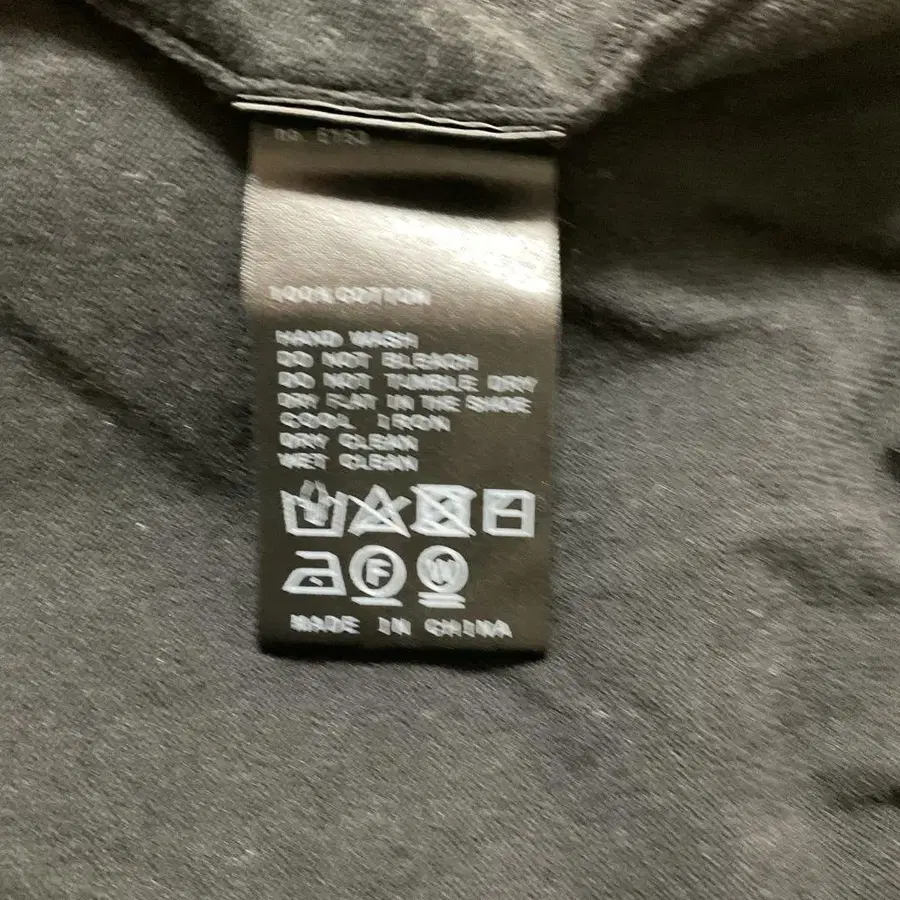 100% COTTON
HAND WASH
DO NOT BLEACH
DO NOT TUMBLE DRY
DRY FLAT IN THE SHADE
COOL IRON
DRY CLEAN
WET CLEAN
F W
MADE IN CHINA